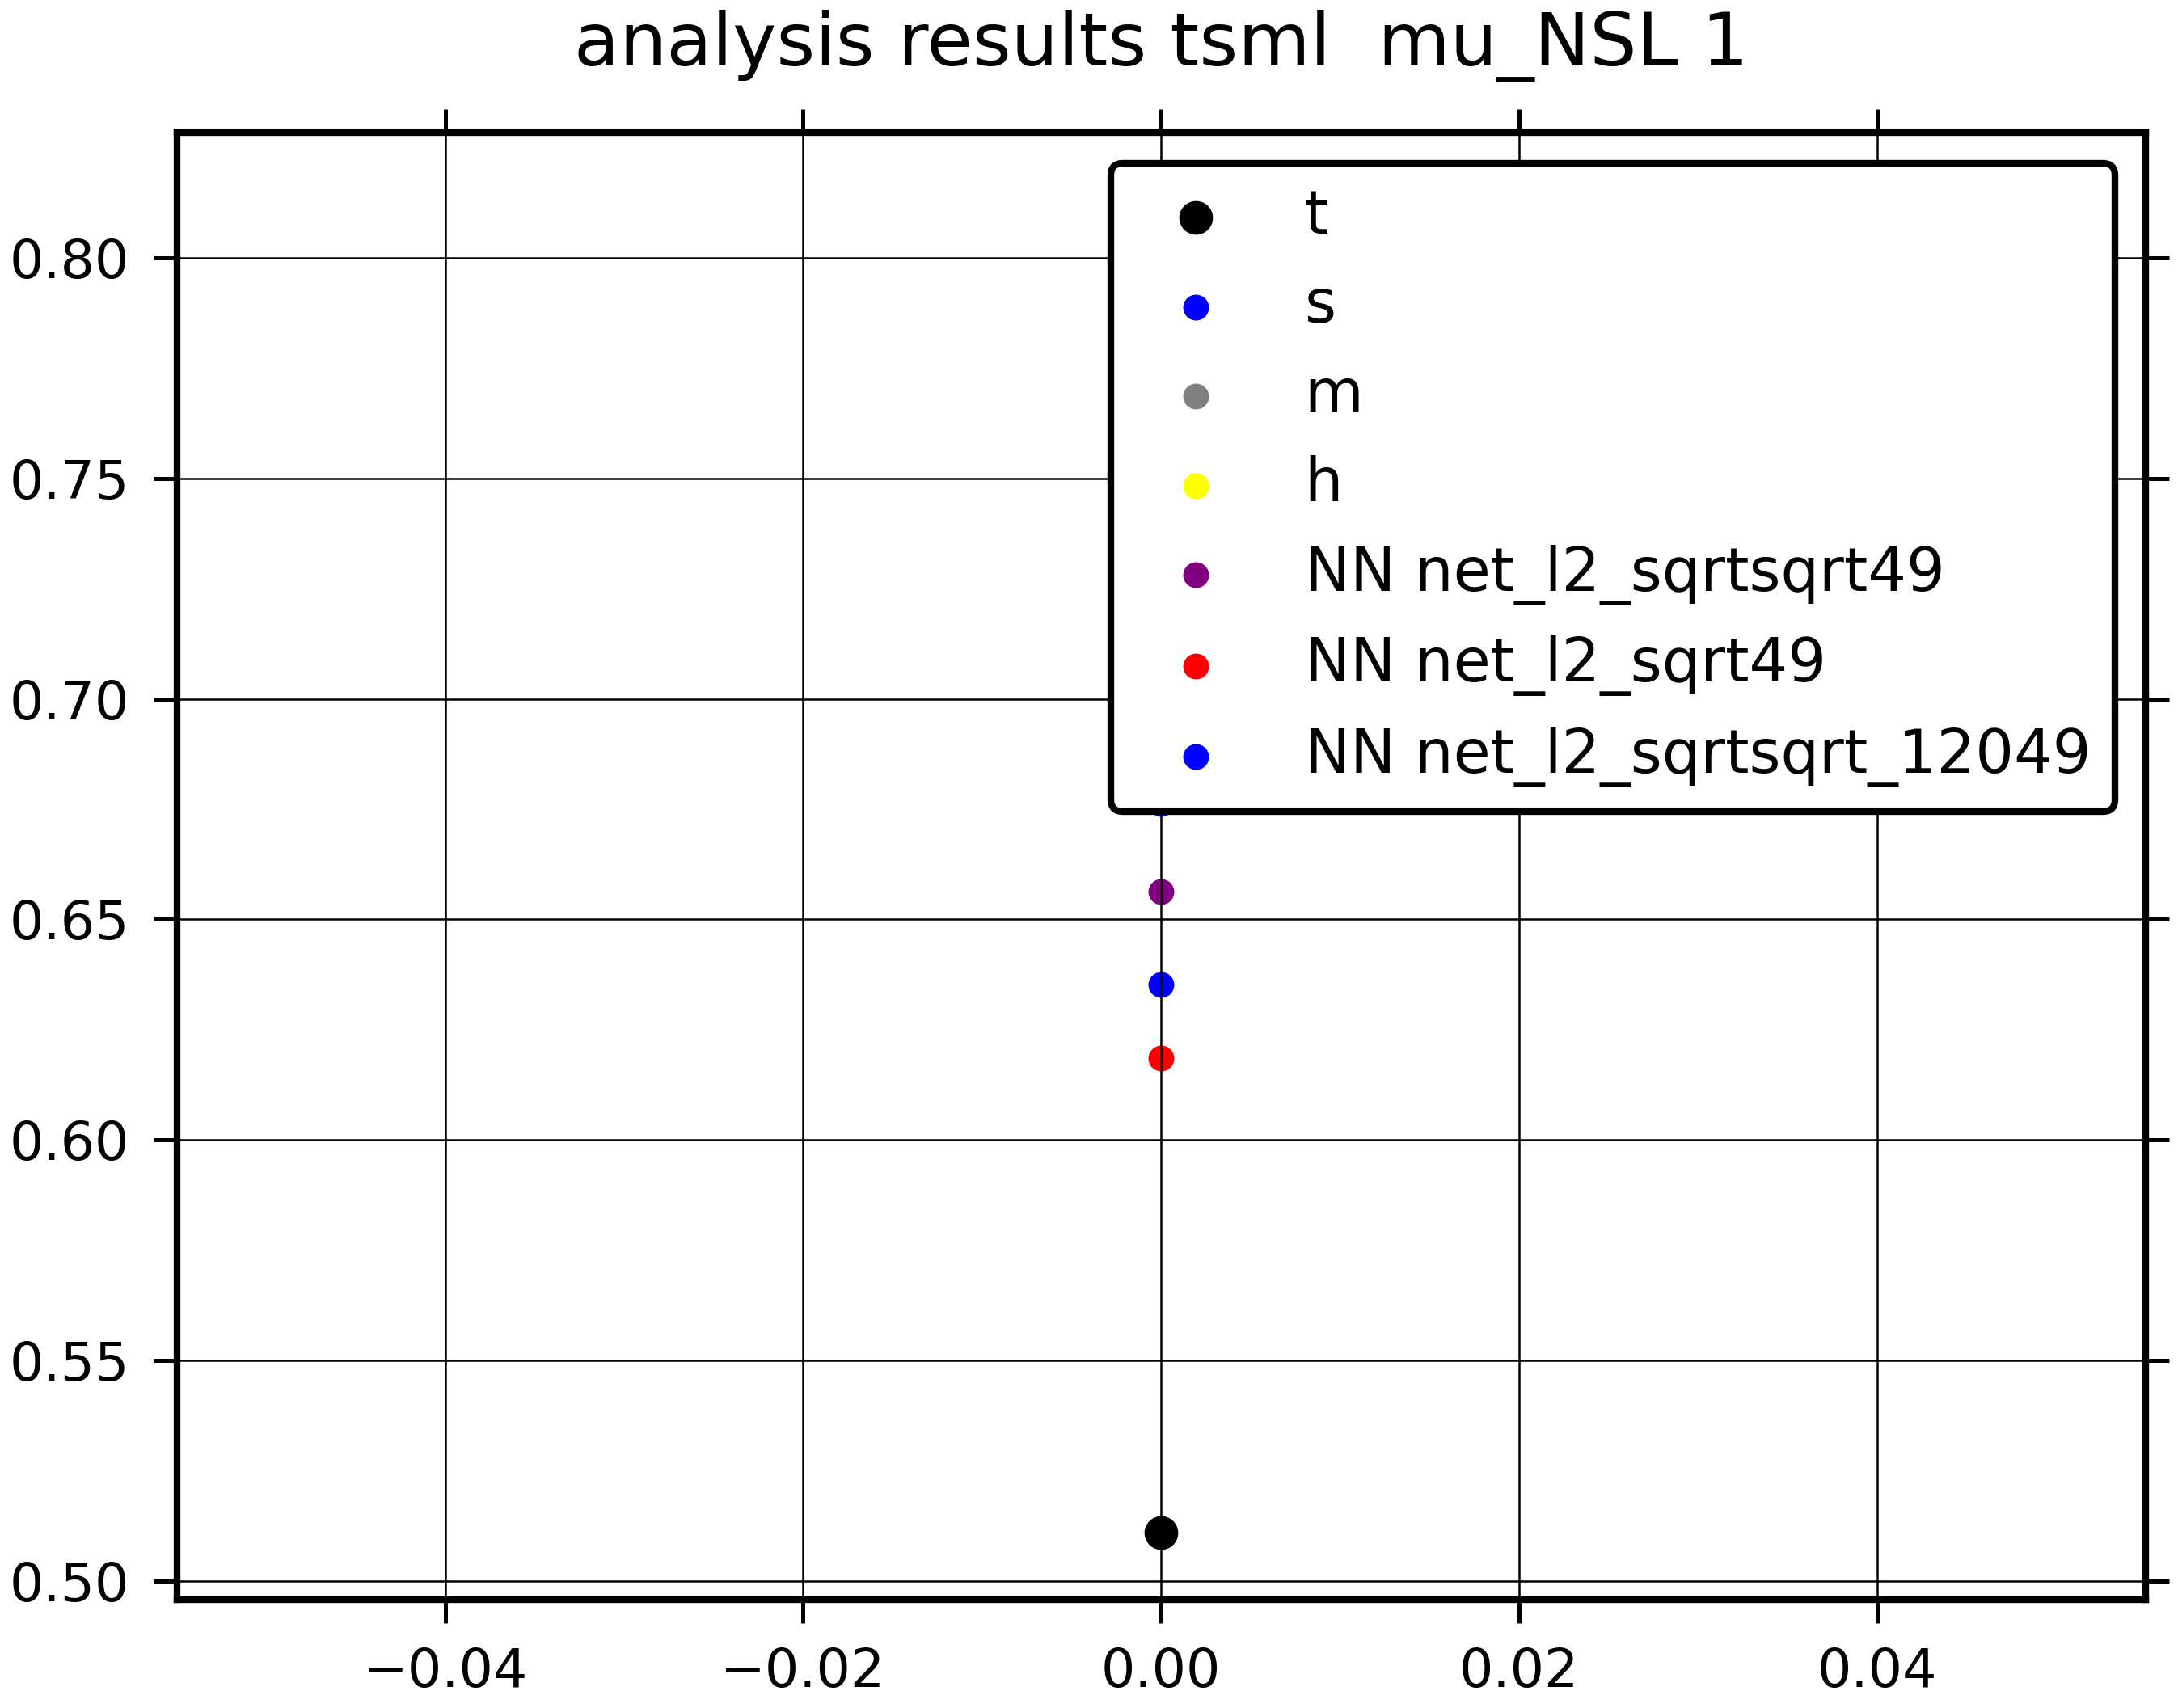 analysis results tsml  mu_NSL 1
t
s
m
h
NN net_l2_sqrtsqrt49
NN net_l2_sqrt49
NN net_l2_sqrtsqrt_12049
0.80
0.75
0.70
0.65
0.60
0.55
0.50
−0.04
−0.02
0.00
0.02
0.04